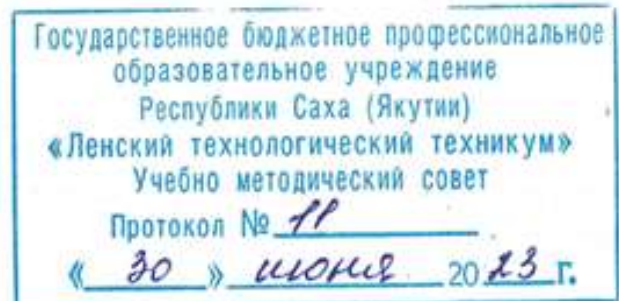 Государственное бюджетное профессиональное
образовательное учреждение
Республики Саха (Якутии)
«Ленский технологический техникум»
Учебно методический совет
Протокол № 11
« 30 » июня 2023 г.